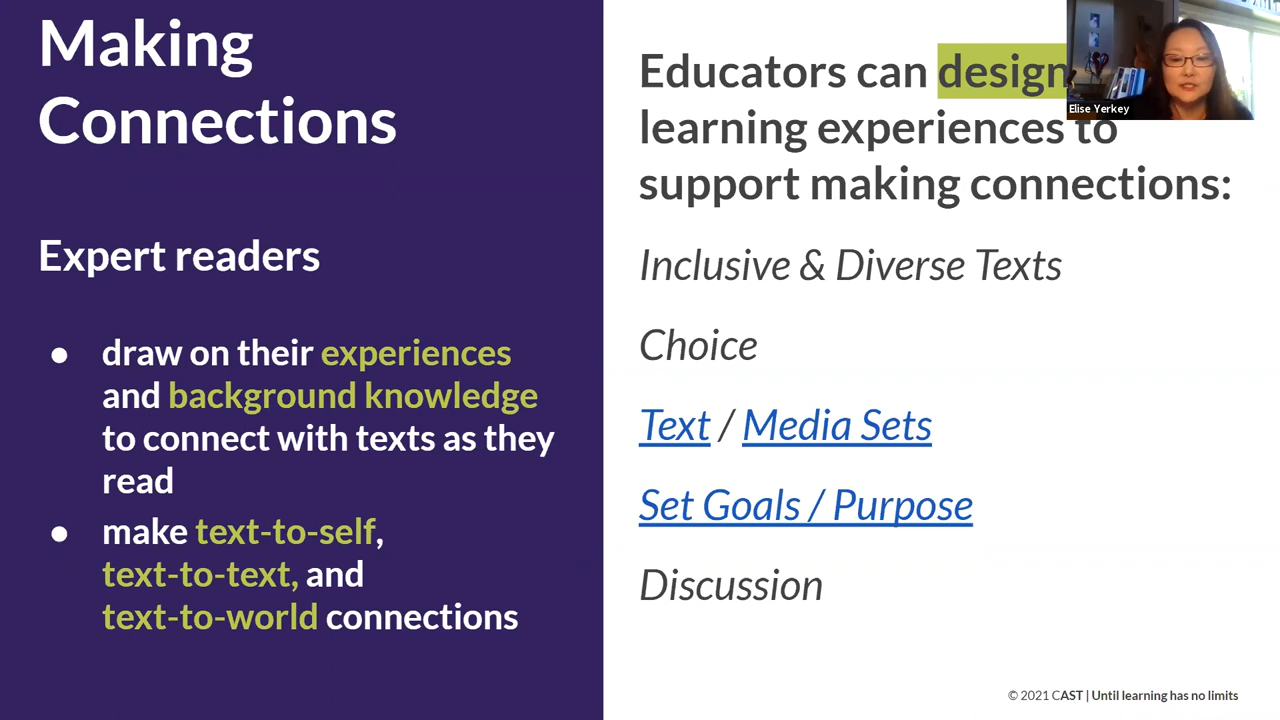 Making
Connections
Expert readers
● draw on their experiences
and background knowledge
to connect with texts as they
read
● make text-to-self,
text-to-text, and
text-to-world connections
Educators can design
learning experiences to
support making connections:
Inclusive & Diverse Texts
Choice
Text / Media Sets
Set Goals / Purpose
Discussion
Elise Yerkey
© 2021 CAST | Until learning has no limits